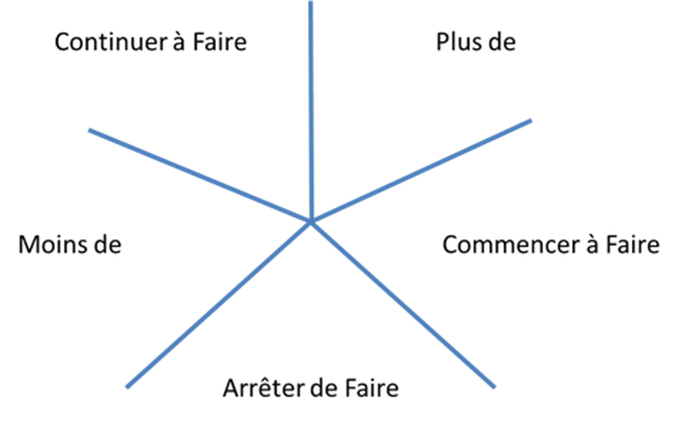 Continuer à Faire
Plus de
Moins de
Commencer à Faire
Arrêter de Faire